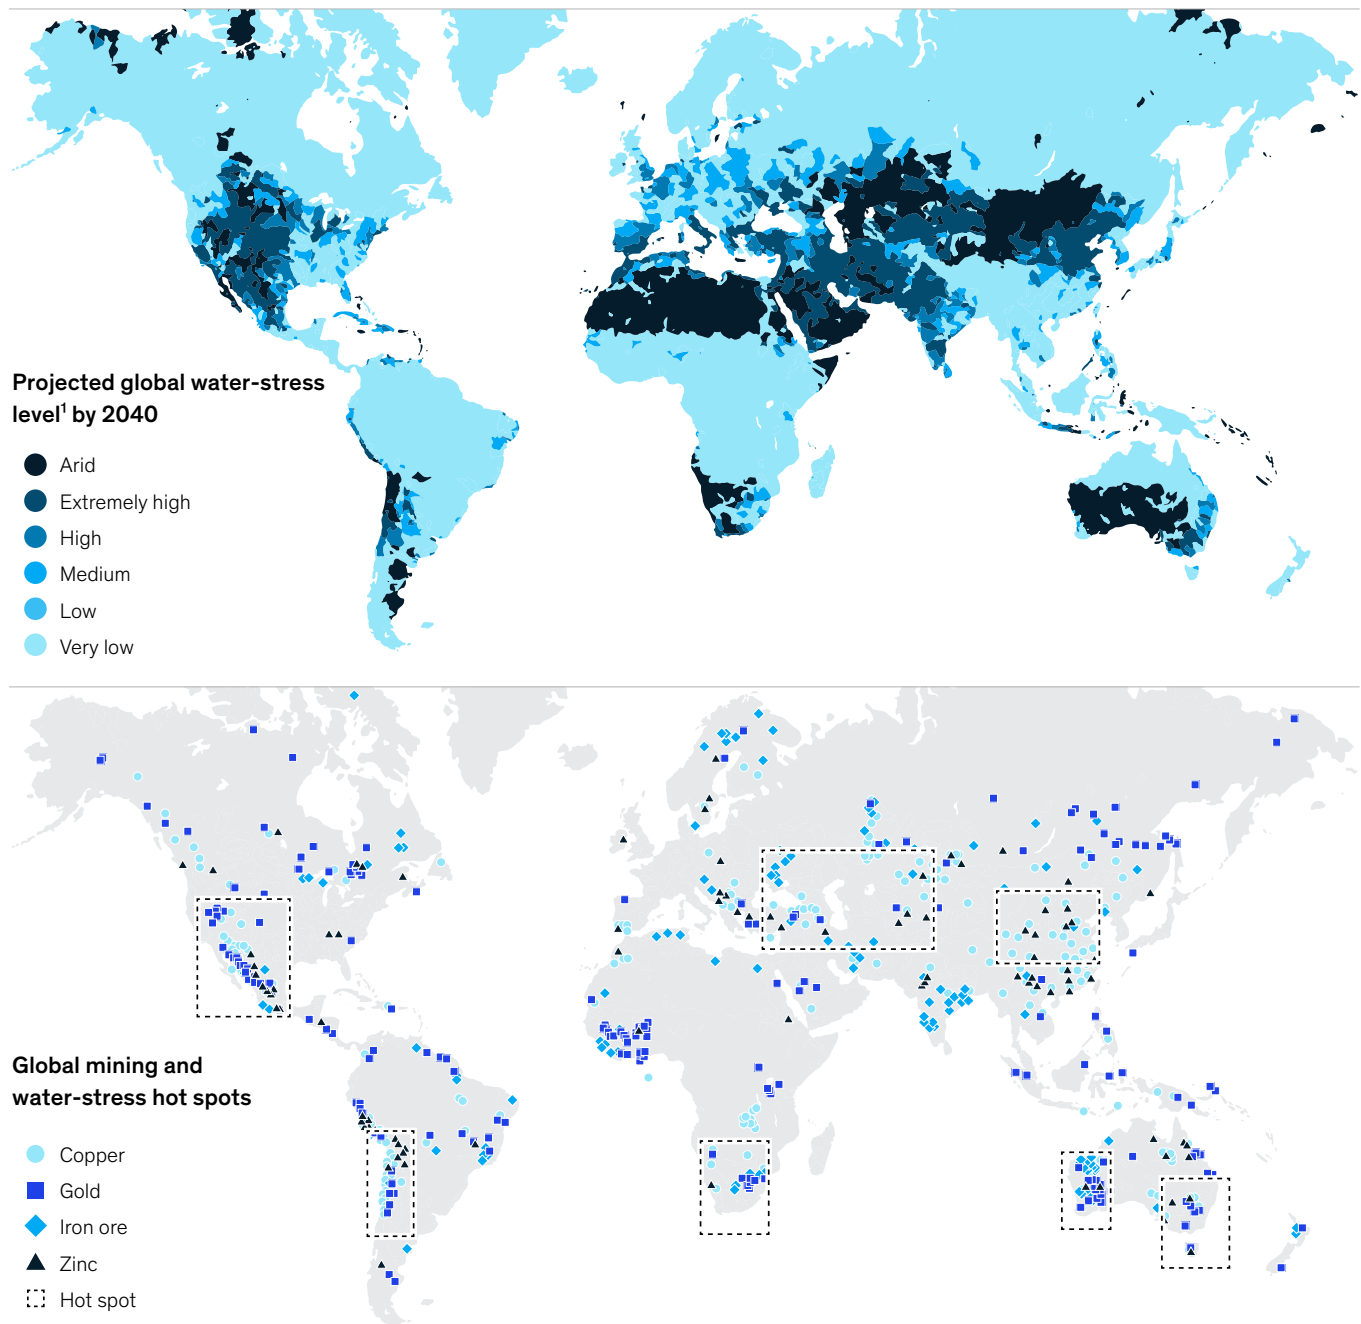 Projected global water-stress
level¹ by 2040
Arid
Extremely high
High
Medium
Low
Very low
Global mining and
water-stress hot spots
Copper
Gold
Iron ore
Zinc
Hot spot